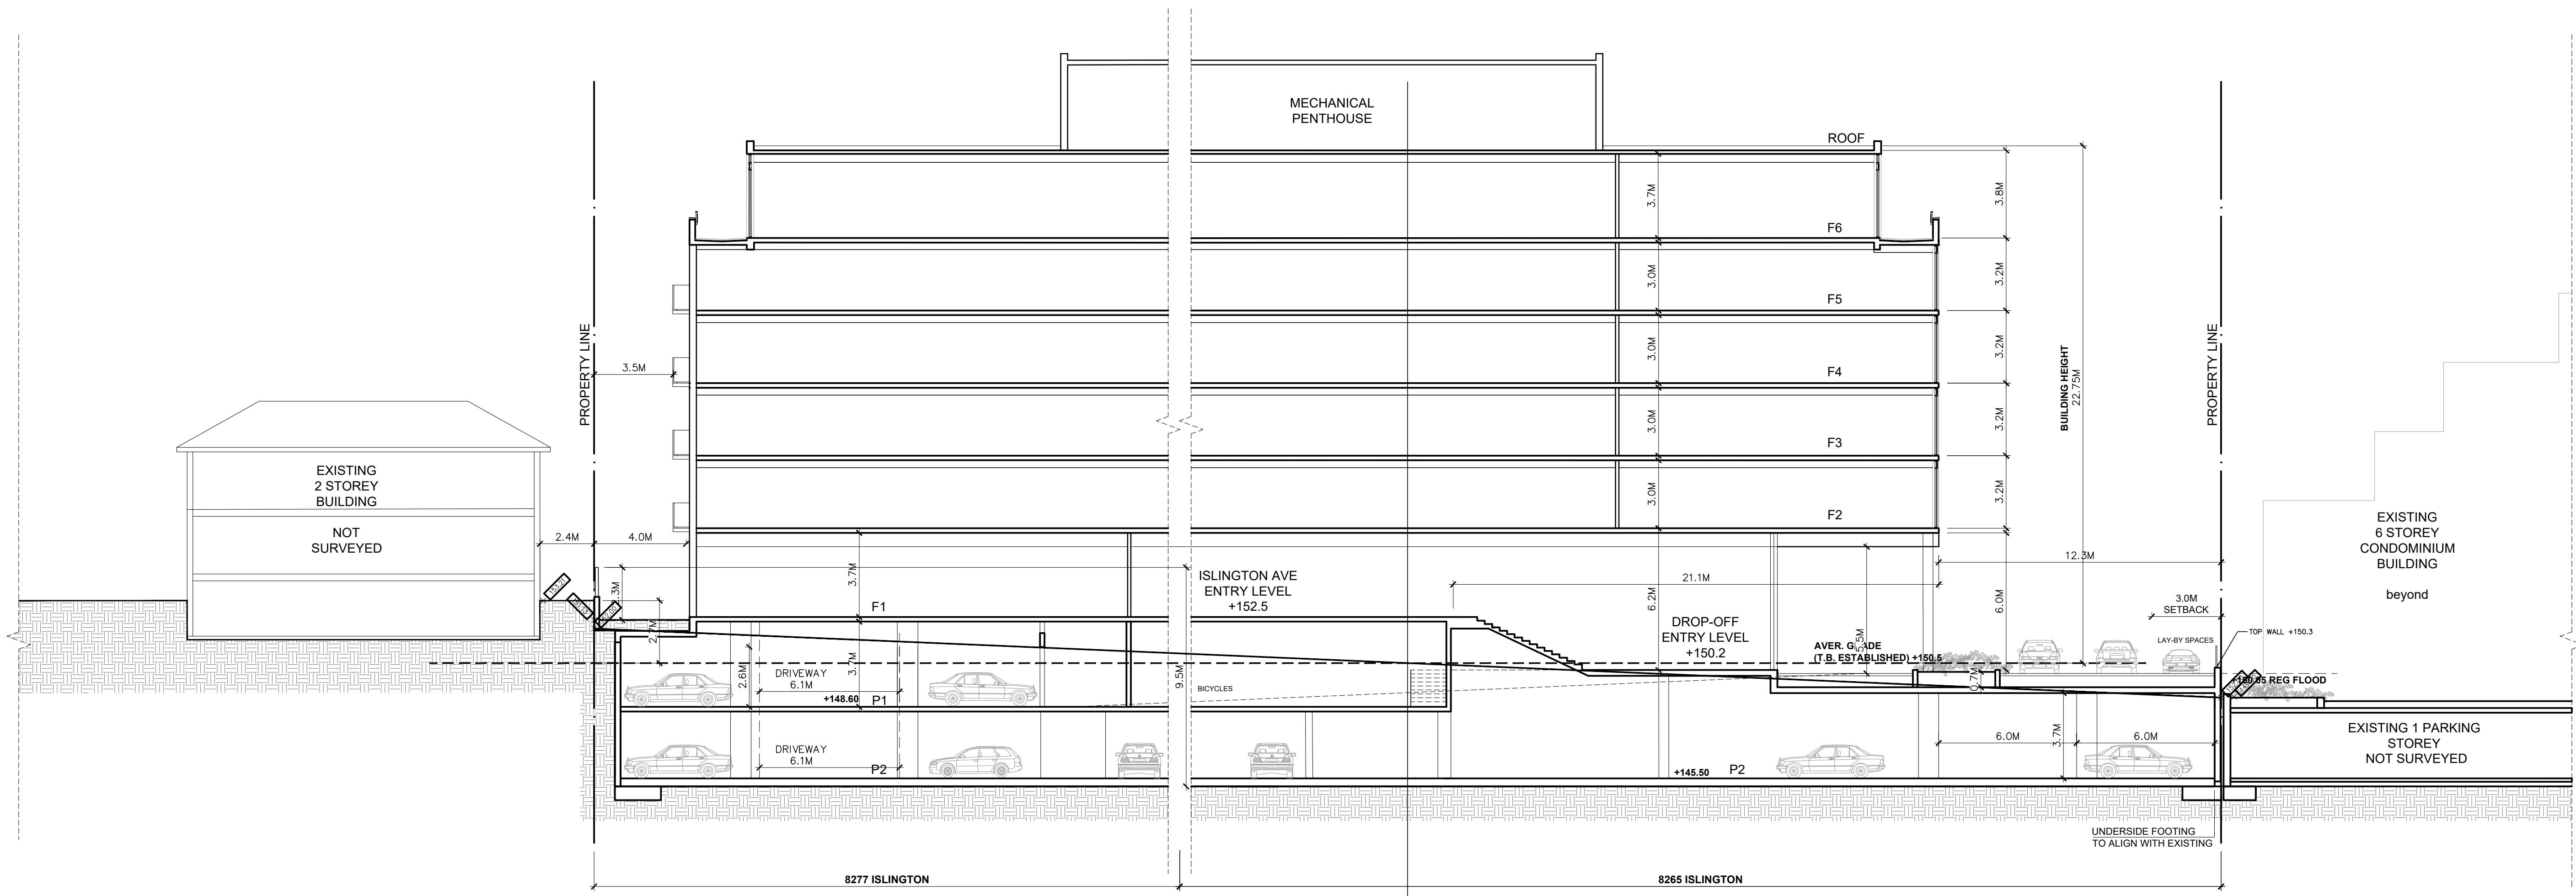 MECHANICAL
PENTHOUSE
ROOF
3.7M
3.8M
F6
3.0M
3.2M
F5
PROPERTY LINE
PROPERTY LINE
3.5M
3.0M
3.2M
F4
BUILDING HEIGHT
22.75M
3.0M
3.2M
F3
EXISTING
2 STOREY
BUILDING
NOT
SURVEYED
3.0M
3.2M
F2
EXISTING
6 STOREY
CONDOMINIUM
BUILDING
beyond
2.4M
4.0M
12.3M
3.7M
ISLINGTON AVE
ENTRY LEVEL
+152.5
21.1M
6.2M
6.0M
3.0M
SETBACK
F1
2.7M
DROP-OFF
ENTRY LEVEL
+150.2
5.5M
LAY-BY SPACES
TOP WALL +150.3
AVER. GRADE
(T.B. ESTABLISHED) +150.5
2.6M
DRIVEWAY
6.1M
3.7M
9.5M
BICYCLES
0.7M
REG FLOOD
+148.60
P1
EXISTING 1 PARKING
STOREY
NOT SURVEYED
6.0M
3.7M
6.0M
DRIVEWAY
6.1M
P2
+145.50
P2
UNDERSIDE FOOTING
TO ALIGN WITH EXISTING
8277 ISLINGTON
8265 ISLINGTON